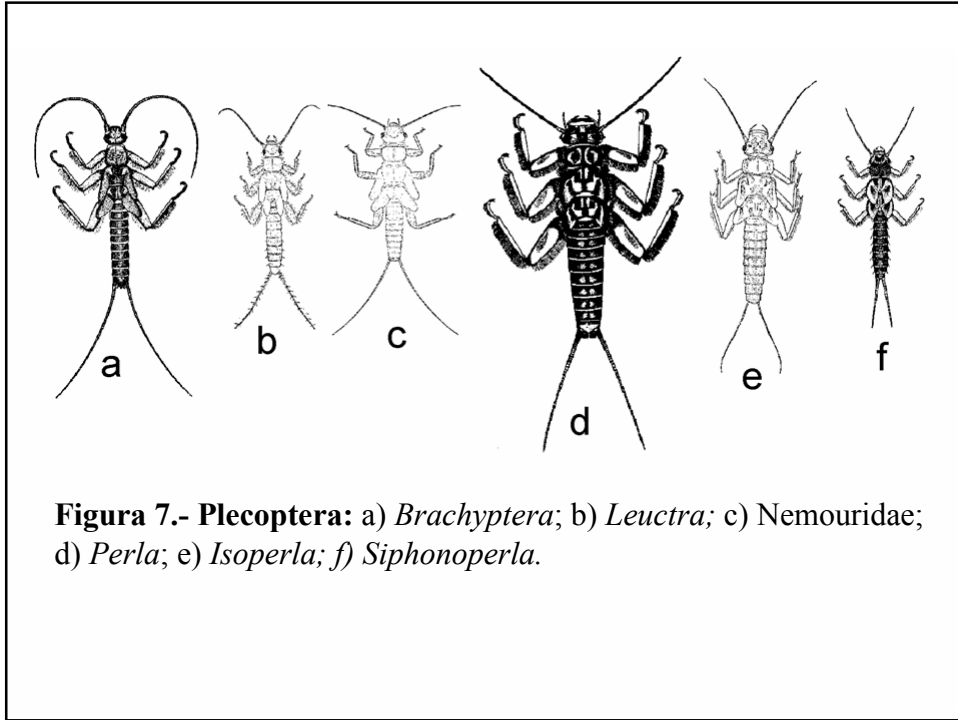 a
b
c
d
e
f
Figura 7.- Plecoptera: a) Brachyptera; b) Leuctra; c) Nemouridae;
d) Perla; e) Isoperla; f) Siphonoperla.